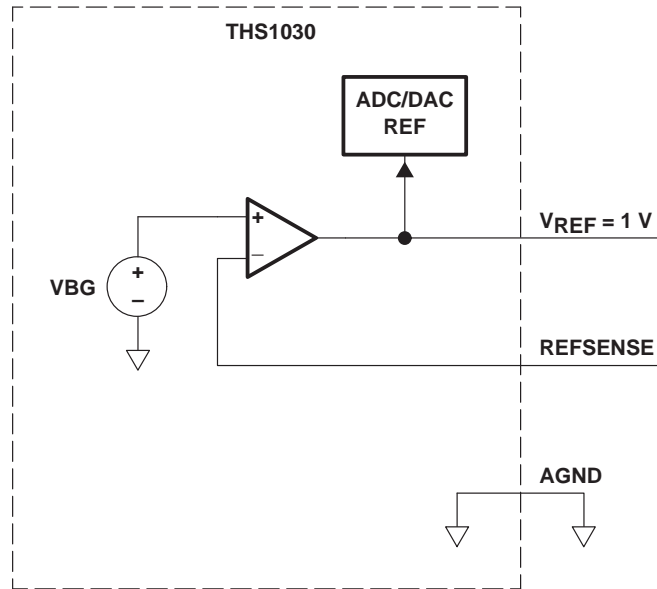 THS1030
ADC/DAC
REF
VREF = 1 V
+
–
VBG
+
–
REFSENSE
AGND